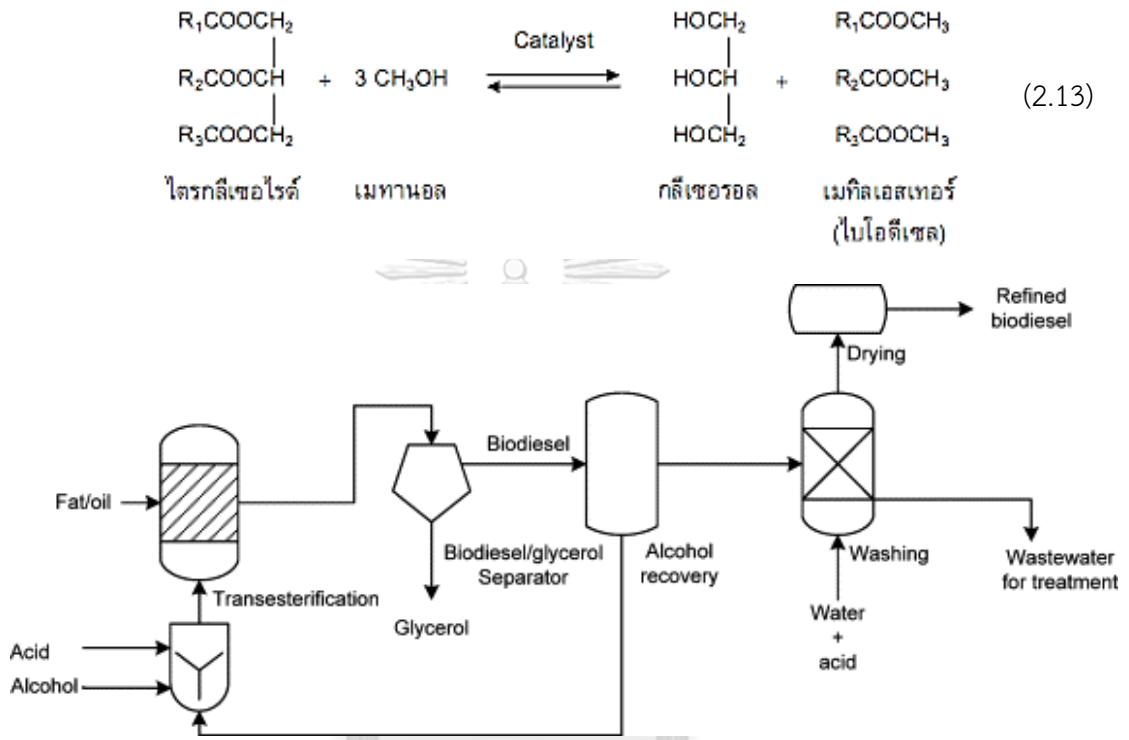 R₁COOCH₂ HOCH₂ R₁COOCH₃
Catalyst
R₂COOCH + 3 CH₃OH HOCH + R₂COOCH₃ (2.13)
R₃COOCH₂ HOCH₂ R₃COOCH₃
ไตรกลีเซอไรด์ เมทานอล กลีเซอรอล เมทิลเอสเทอร์
(ไบโอดีเซล)
Refined
biodiesel
Drying
Biodiesel
Fat/oil
Biodiesel/glycerol
Separator
Alcohol
recovery
Washing
Wastewater
for treatment
Transesterification
Glycerol
Water
+
acid
Acid
Alcohol